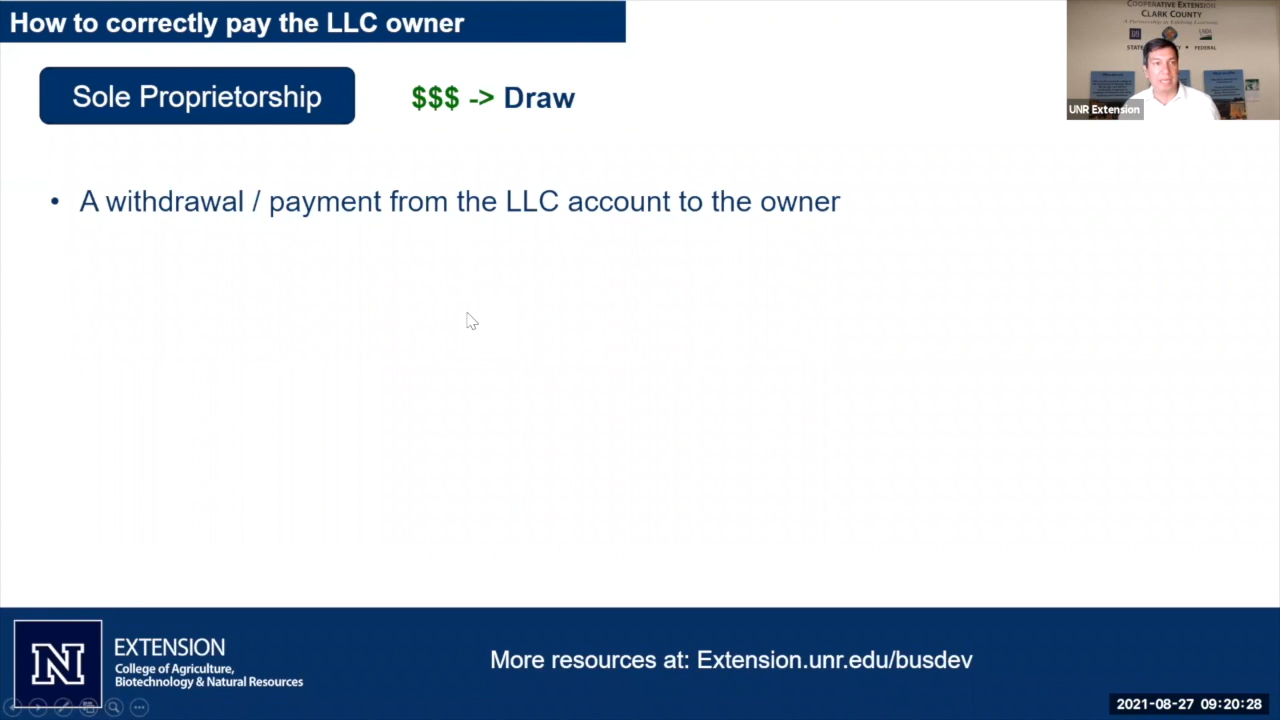 How to correctly pay the LLC owner
COOPERATIVE EXTENSION
CLARK COUNTY
Sole Proprietorship
$$$ -> Draw
UNR Extension
• A withdrawal / payment from the LLC account to the owner
N
EXTENSION
College of Agriculture,
Biotechnology & Natural Resources
More resources at: Extension.unr.edu/busdev
2021-08-27 09:20:28